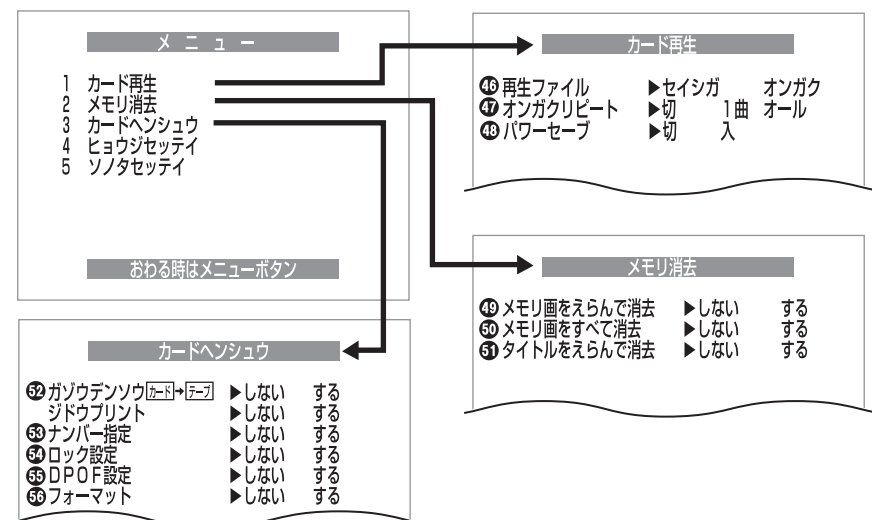 メニュー
1 カード再生
2 メモリ消去
3 カードヘンシュウ
4 ヒョウジセッテイ
5 ソノタセッテイ
おわる時はメニューボタン
カード再生
㊻再生ファイル ▶セイシガ オンガク
㊼オンガクリピート ▶切 1曲 オール
㊽パワーセーブ ▶切 入
メモリ消去
㊾メモリ画をえらんで消去 ▶しない する
㊿メモリ画をすべて消去 ▶しない する
51タイトルをえらんで消去 ▶しない する
カードヘンシュウ
52ガゾウデンソウカード→テープ ▶しない する
ジドウプリント ▶しない する
53ナンバー指定 ▶しない する
54ロック設定 ▶しない する
55DPOF設定 ▶しない する
56フォーマット ▶しない する